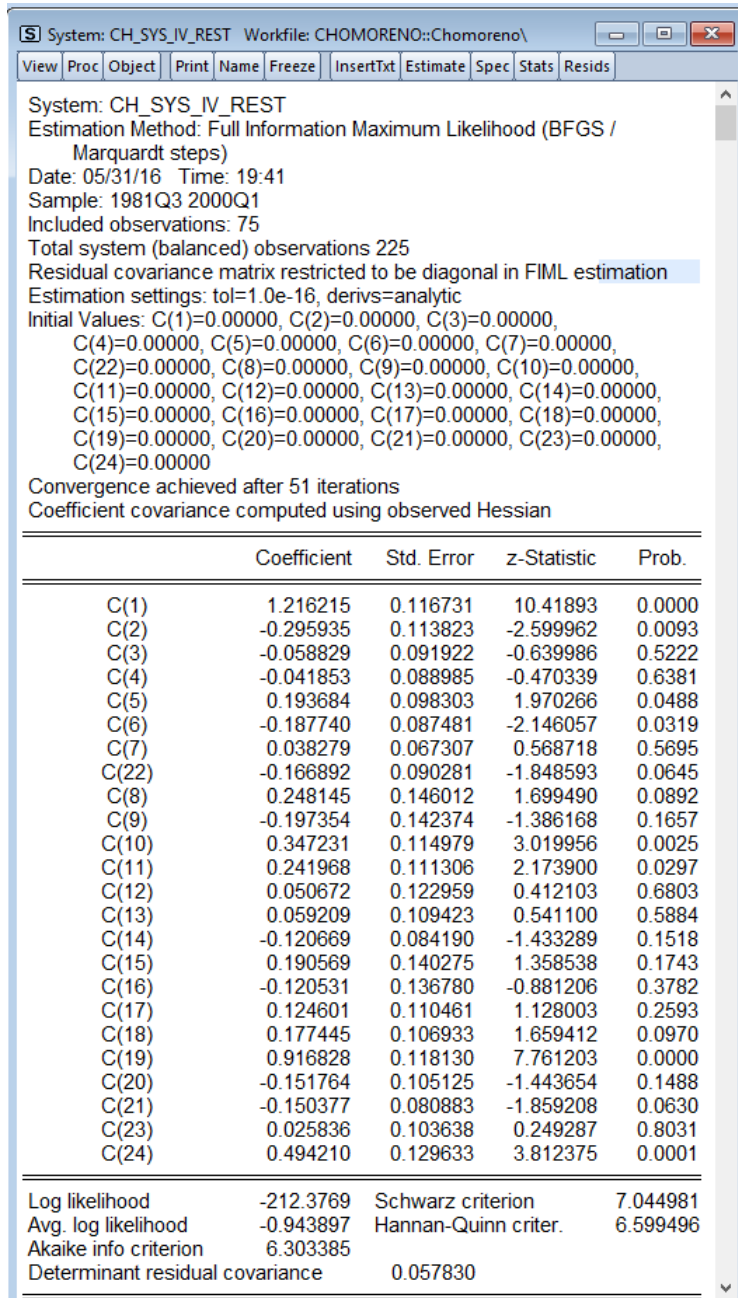 S System: CH_SYS_IV_REST Workfile: CHOMORENO::Chomoreno\
View Proc Object Print Name Freeze InsertTxt Estimate Spec Stats Resids
System: CH_SYS_IV_REST
Estimation Method: Full Information Maximum Likelihood (BFGS /
Marquardt steps)
Date: 05/31/16 Time: 19:41
Sample: 1981Q3 2000Q1
Included observations: 75
Total system (balanced) observations 225
Residual covariance matrix restricted to be diagonal in FIML estimation
Estimation settings: tol=1.0e-16, derivs=analytic
Initial Values: C(1)=0.00000, C(2)=0.00000, C(3)=0.00000,
C(4)=0.00000, C(5)=0.00000, C(6)=0.00000, C(7)=0.00000,
C(22)=0.00000, C(8)=0.00000, C(9)=0.00000, C(10)=0.00000,
C(11)=0.00000, C(12)=0.00000, C(13)=0.00000, C(14)=0.00000,
C(15)=0.00000, C(16)=0.00000, C(17)=0.00000, C(18)=0.00000,
C(19)=0.00000, C(20)=0.00000, C(21)=0.00000, C(23)=0.00000,
C(24)=0.00000
Convergence achieved after 51 iterations
Coefficient covariance computed using observed Hessian
Coefficient Std. Error z-Statistic Prob.
C(1) 1.216215 0.116731 10.41893 0.0000
C(2) -0.295935 0.113823 -2.599962 0.0093
C(3) -0.058829 0.091922 -0.639986 0.5222
C(4) -0.041853 0.088985 -0.470339 0.6381
C(5) 0.193684 0.098303 1.970266 0.0488
C(6) -0.187740 0.087481 -2.146057 0.0319
C(7) 0.038279 0.067307 0.568718 0.5695
C(22) -0.166892 0.090281 -1.848593 0.0645
C(8) 0.248145 0.146012 1.699490 0.0892
C(9) -0.197354 0.142374 -1.386168 0.1657
C(10) 0.347231 0.114979 3.019956 0.0025
C(11) 0.241968 0.111306 2.173900 0.0297
C(12) 0.050672 0.122959 0.412103 0.6803
C(13) 0.059209 0.109423 0.541100 0.5884
C(14) -0.120669 0.084190 -1.433289 0.1518
C(15) 0.190569 0.140275 1.358538 0.1743
C(16) -0.120531 0.136780 -0.881206 0.3782
C(17) 0.124601 0.110461 1.128003 0.2593
C(18) 0.177445 0.106933 1.659412 0.0970
C(19) 0.916828 0.118130 7.761203 0.0000
C(20) -0.151764 0.105125 -1.443654 0.1488
C(21) -0.150377 0.080883 -1.859208 0.0630
C(23) 0.025836 0.103638 0.249287 0.8031
C(24) 0.494210 0.129633 3.812375 0.0001
Log likelihood -212.3769 Schwarz criterion 7.044981
Avg. log likelihood -0.943897 Hannan-Quinn criter. 6.599496
Akaike info criterion 6.303385
Determinant residual covariance 0.057830